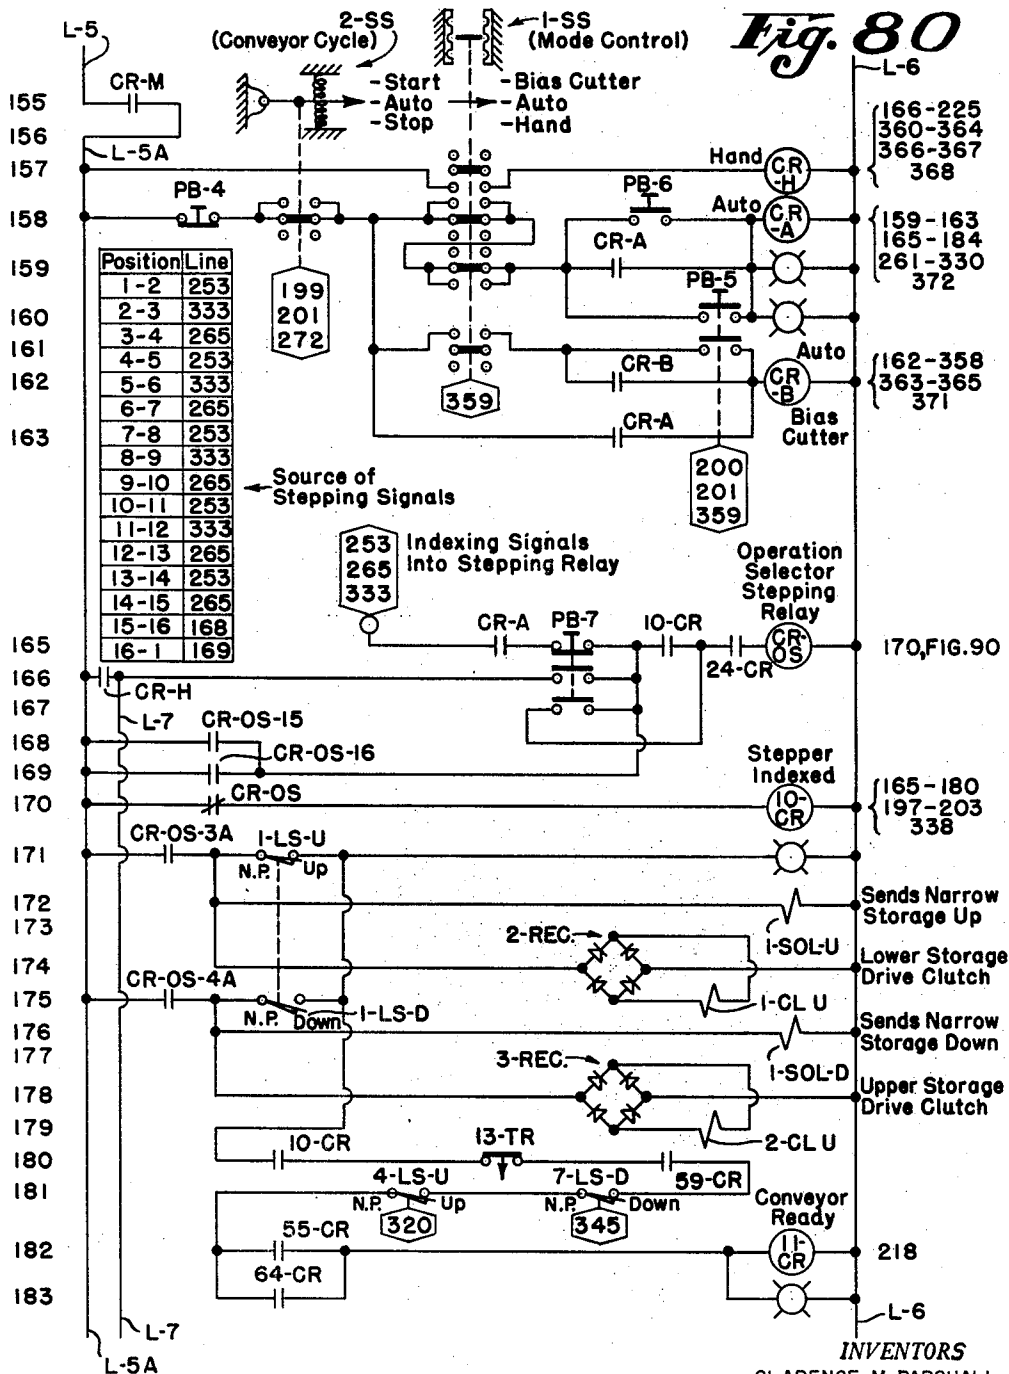 Fig. 80
L-5
2-SS
(Conveyor Cycle)
1-SS
(Mode Control)
L-6
CR-M
-Start
-Auto
-Stop
-Bias Cutter
-Auto
-Hand
155
156
L-5A
166-225
360-364
366-367
368
157
Hand
CR
-H
PB-4
PB-6
158
Auto
CR
-A
159-163
165-184
261-330
372
CR-A
159
PB-5
Position Line
1-2 253
2-3 333
3-4 265
4-5 253
5-6 333
6-7 265
7-8 253
8-9 333
9-10 265
10-11 253
11-12 333
12-13 265
13-14 253
14-15 265
15-16 168
16-1 169
199
201
272
160
161
Auto
162
CR-B
CR
-B
162-358
363-365
371
359
Bias
Cutter
163
CR-A
Source of
Stepping Signals
200
201
359
253
265
333
Indexing Signals
Into Stepping Relay
Operation
Selector
Stepping
Relay
165
CR-A
PB-7
10-CR
24-CR
CR-
OS
170,FIG.90
166
CR-H
167
L-7
168
CR-OS-15
169
CR-OS-16
Stepper
Indexed
170
CR-OS
10-
CR
165-180
197-203
338
171
CR-OS-3A
1-LS-U
N.P.
Up
172
Sends Narrow
Storage Up
173
1-SOL-U
2-REC.
174
Lower Storage
Drive Clutch
CR-OS-4A
175
1-CL U
N.P.
Down
1-LS-D
176
Sends Narrow
Storage Down
177
3-REC.
1-SOL-D
178
Upper Storage
Drive Clutch
179
2-CL U
180
10-CR
13-TR
59-CR
181
4-LS-U
N.P.
Up
320
7-LS-D
N.P.
Down
345
Conveyor
Ready
182
55-CR
11-
CR
218
64-CR
183
L-7
L-6
L-5A
INVENTORS
CLARENCE M. PARSHALL